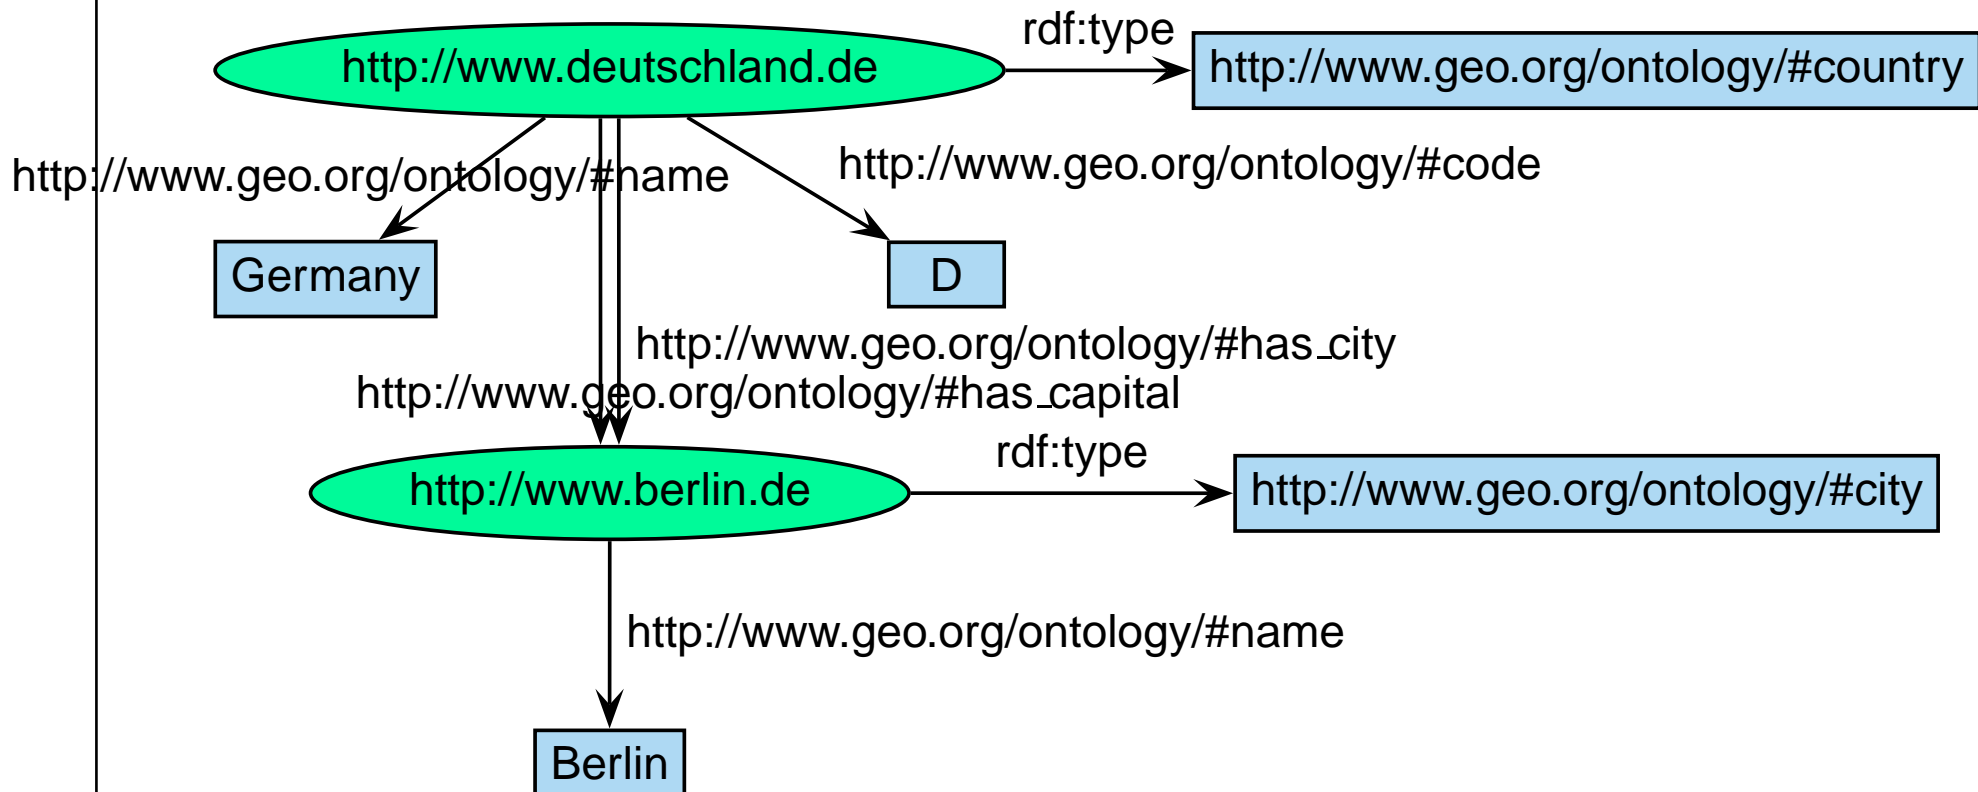 rdf:type
http://www.deutschland.de
http://www.geo.org/ontology/#country
http://www.geo.org/ontology/#name
http://www.geo.org/ontology/#code
Germany
D
http://www.geo.org/ontology/#has_city
http://www.geo.org/ontology/#has_capital
rdf:type
http://www.berlin.de
http://www.geo.org/ontology/#city
http://www.geo.org/ontology/#name
Berlin